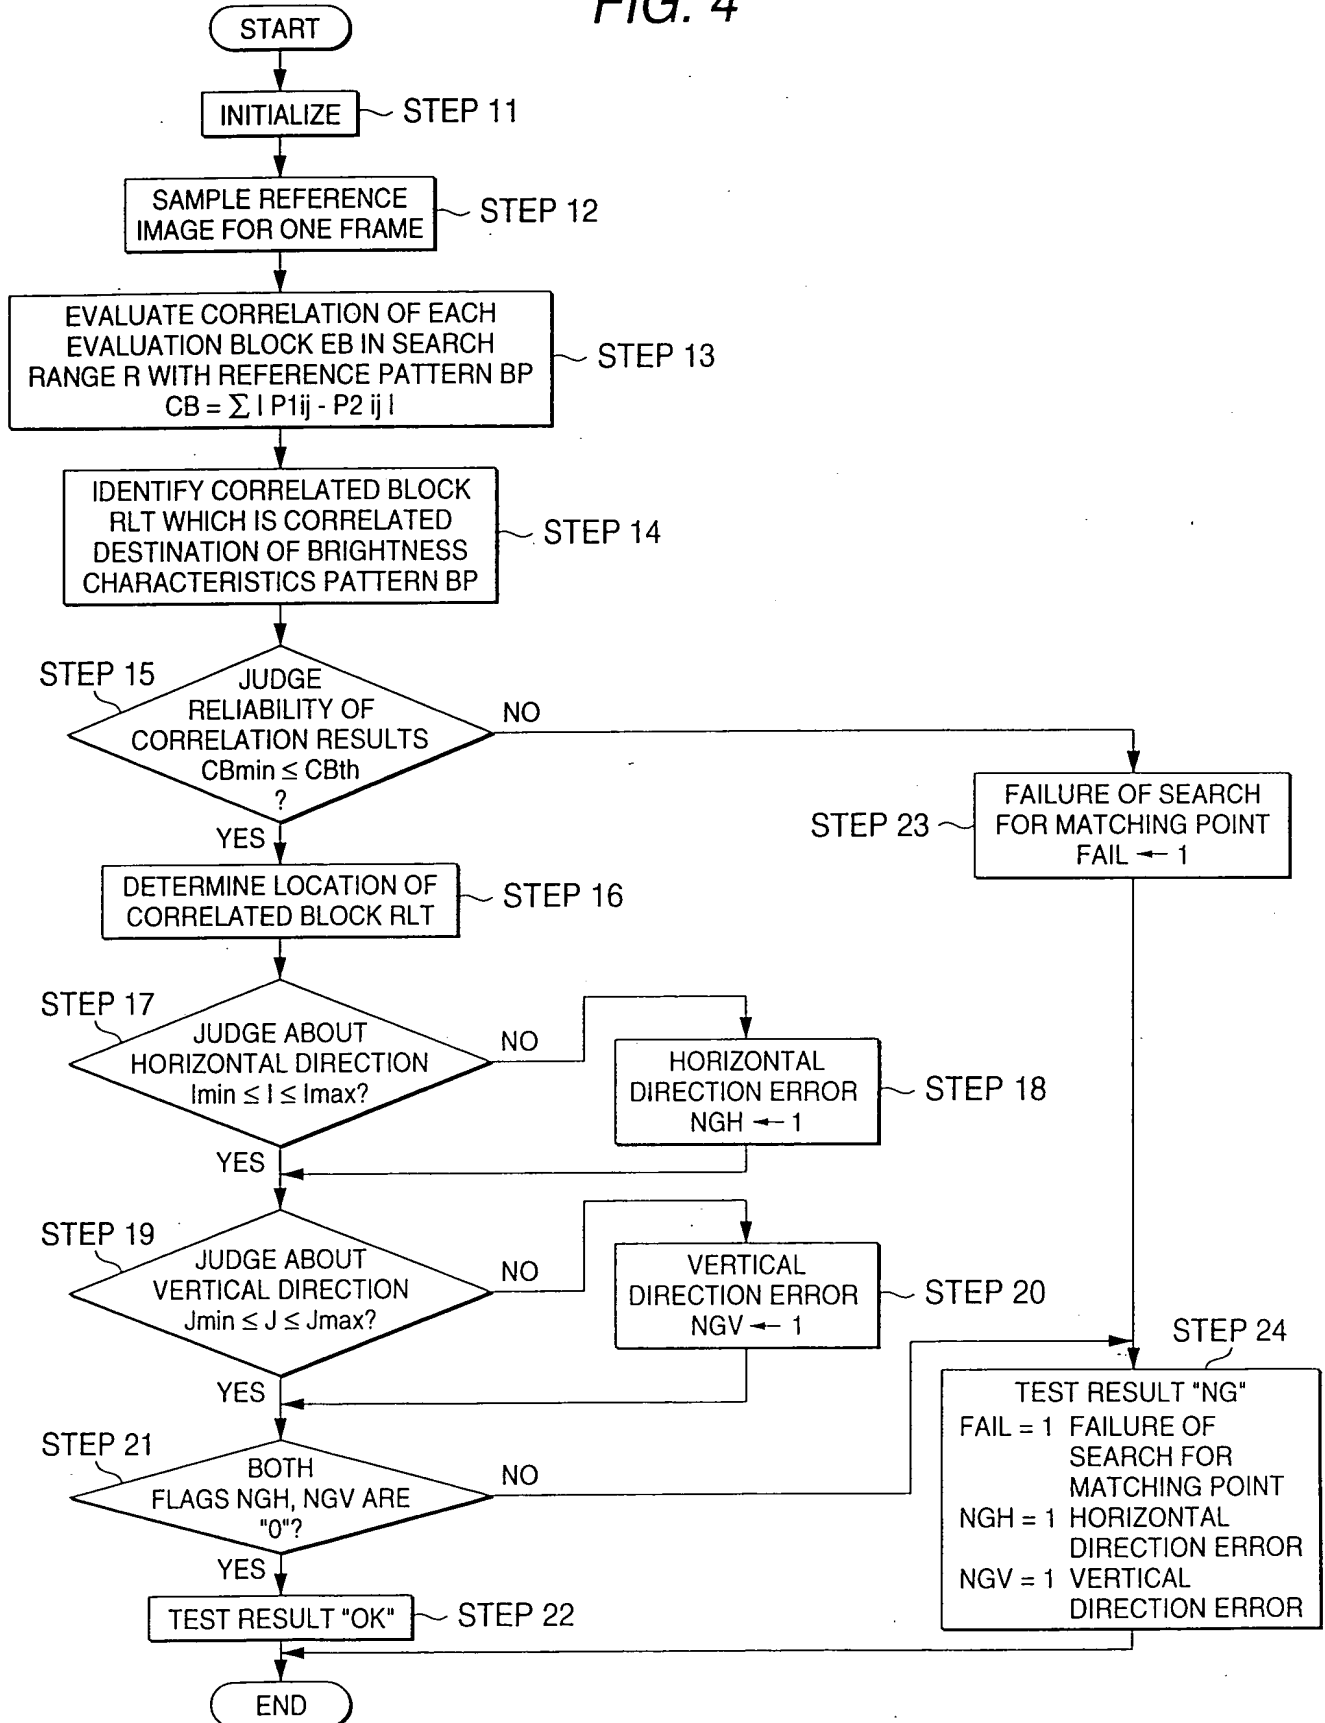 FIG. 4
START
INITIALIZE
STEP 11
SAMPLE REFERENCE
IMAGE FOR ONE FRAME
STEP 12
EVALUATE CORRELATION OF EACH
EVALUATION BLOCK EB IN SEARCH
RANGE R WITH REFERENCE PATTERN BP
CB = ∑ | P1ij - P2 ij |
STEP 13
IDENTIFY CORRELATED BLOCK
RLT WHICH IS CORRELATED
DESTINATION OF BRIGHTNESS
CHARACTERISTICS PATTERN BP
STEP 14
STEP 15
JUDGE
RELIABILITY OF
CORRELATION RESULTS
CBmin ≤ CBth
?
NO
YES
FAILURE OF SEARCH
FOR MATCHING POINT
FAIL ← 1
STEP 23
DETERMINE LOCATION OF
CORRELATED BLOCK RLT
STEP 16
STEP 17
JUDGE ABOUT
HORIZONTAL DIRECTION
Imin ≤ I ≤ Imax?
NO
YES
HORIZONTAL
DIRECTION ERROR
NGH ← 1
STEP 18
STEP 19
JUDGE ABOUT
VERTICAL DIRECTION
Jmin ≤ J ≤ Jmax?
NO
YES
VERTICAL
DIRECTION ERROR
NGV ← 1
STEP 20
STEP 21
BOTH
FLAGS NGH, NGV ARE
"0"?
NO
YES
STEP 24
TEST RESULT "NG"
FAIL = 1 FAILURE OF
SEARCH FOR
MATCHING POINT
NGH = 1 HORIZONTAL
DIRECTION ERROR
NGV = 1 VERTICAL
DIRECTION ERROR
TEST RESULT "OK"
STEP 22
END